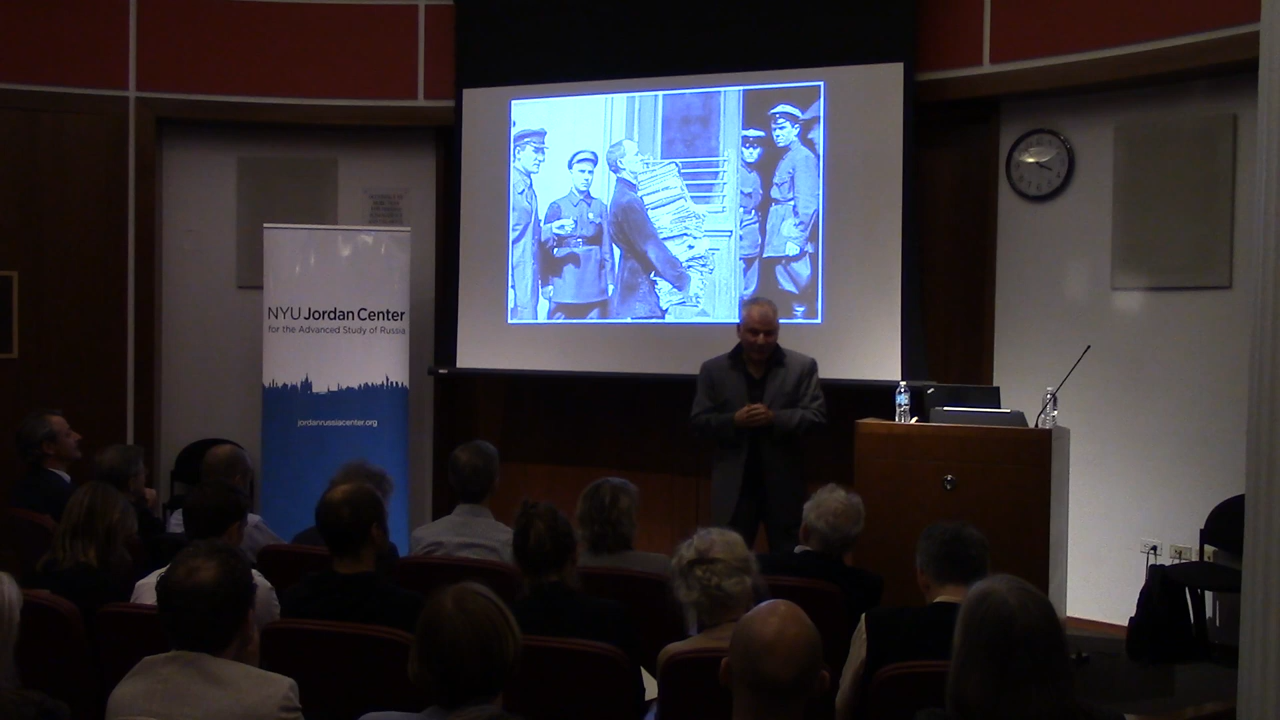 NYU Jordan Center
for the Advanced Study of Russia
jordanrussiacenter.org